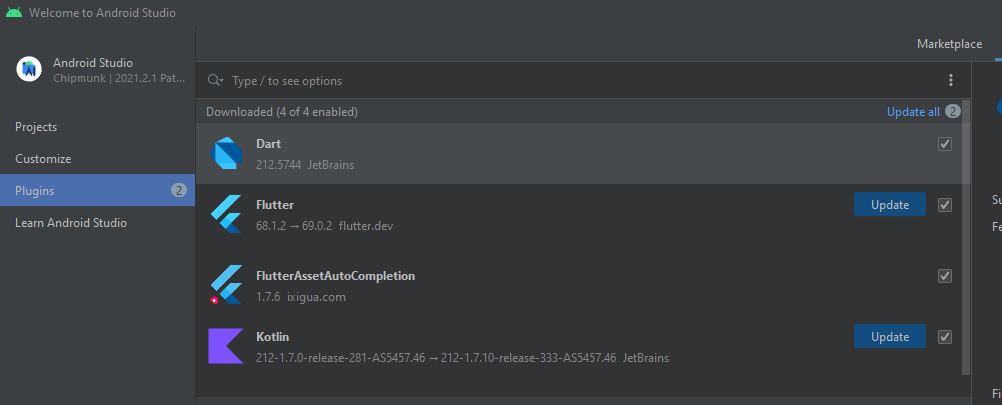 Welcome to Android Studio
Marketplace
Android Studio
Chipmunk | 2021.2.1 Pat...
Type / to see options
Downloaded (4 of 4 enabled)
Update all 2
Projects
Customize
Plugins 2
Learn Android Studio
Dart
212.5744 JetBrains
Flutter
68.1.2 → 69.0.2 flutter.dev
Update
FlutterAssetAutoCompletion
1.7.6 ixigua.com
Kotlin
212-1.7.0-release-281-AS5457.46 → 212-1.7.10-release-333-AS5457.46 JetBrains
Update